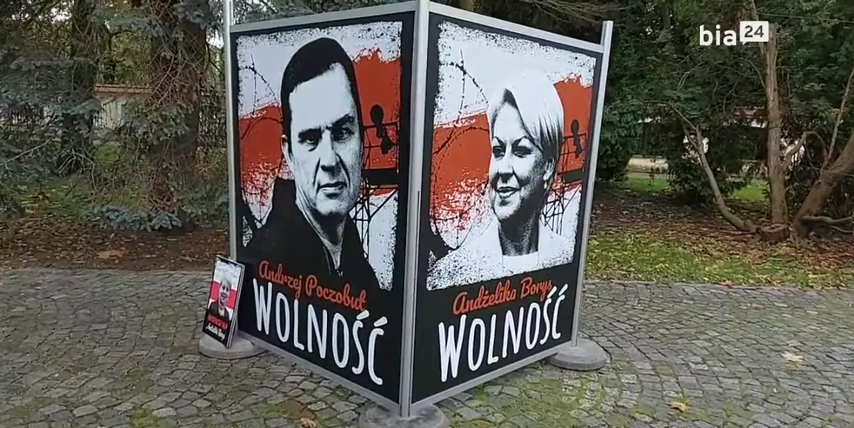 bia24
Andrzej Poczobut
WOLNOŚĆ
Andżelika Borys
WOLNOŚĆ